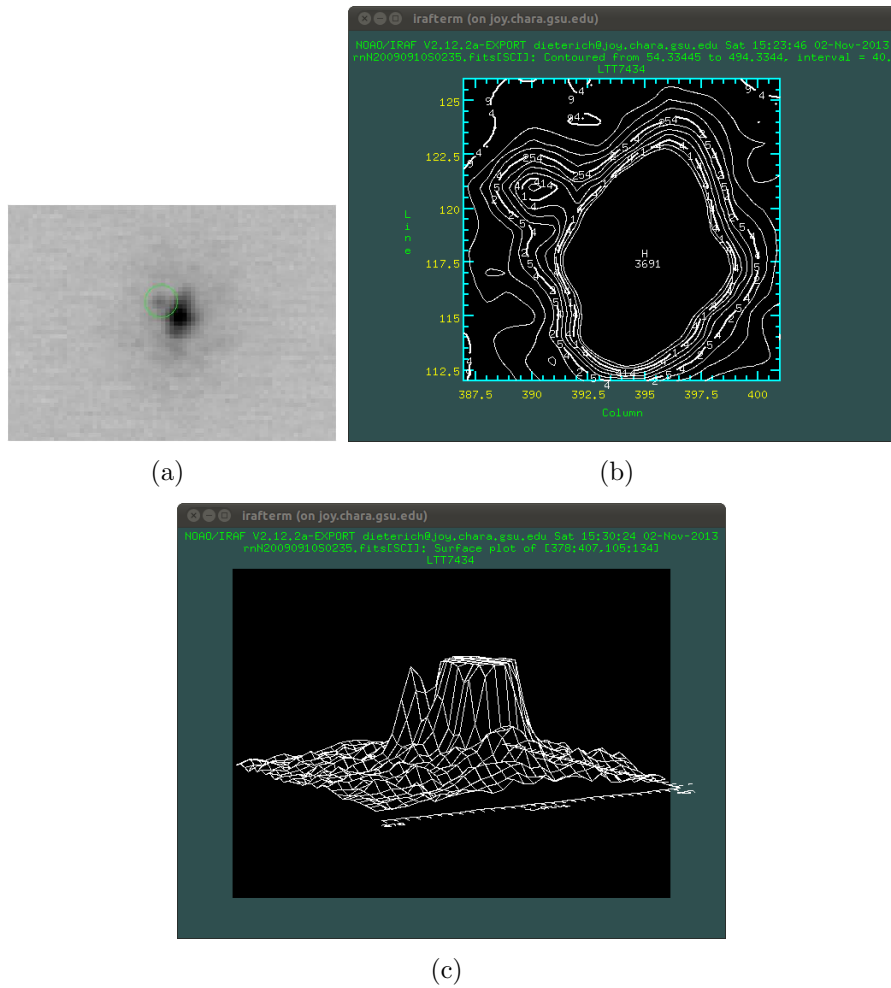 irafterm (on joy.chara.gsu.edu)
NOAO/IRAF V2.12.2a-EXPORT dieterich@joy.chara.gsu.edu Sat 15:23:46 02-Nov-2013
rnN20090910S0235.fits[SCI]: Contoured from 54.33445 to 494.3344, interval = 40.
LTT7434
125
122.5
120
117.5
115
112.5
Line
H
3691
387.5 390 392.5 395 397.5 400
Column
(a)
(b)
irafterm (on joy.chara.gsu.edu)
NOAO/IRAF V2.12.2a-EXPORT dieterich@joy.chara.gsu.edu Sat 15:30:24 02-Nov-2013
rnN20090910S0235.fits[SCI]: Surface plot of [378:407,105:134]
LTT7434
(c)